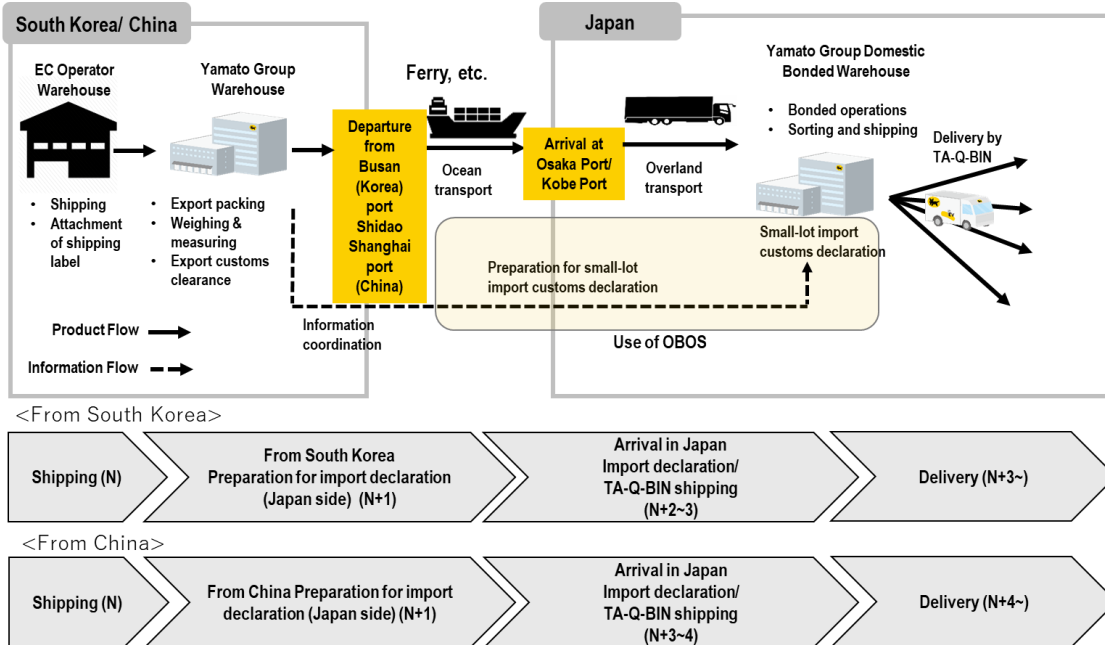 South Korea/ China
Japan
EC Operator
Warehouse
Yamato Group
Warehouse
Ferry, etc.
Yamato Group Domestic
Bonded Warehouse
• Bonded operations
• Sorting and shipping
Departure
from
Busan
(Korea)
port
Shidao
Shanghai
port
(China)
Arrival at
Osaka Port/
Kobe Port
Delivery by
TA-Q-BIN
Ocean
transport
Overland
transport
• Shipping
• Attachment
of shipping
label
• Export packing
• Weighing &
measuring
• Export customs
clearance
Small-lot import
customs declaration
Preparation for small-lot
import customs declaration
Information
coordination
Use of OBOS
Product Flow
Information Flow
<From South Korea>
Shipping (N)
From South Korea
Preparation for import declaration
(Japan side) (N+1)
Arrival in Japan
Import declaration/
TA-Q-BIN shipping
(N+2~3)
Delivery (N+3~)
<From China>
Shipping (N)
From China Preparation for import
declaration (Japan side) (N+1)
Arrival in Japan
Import declaration/
TA-Q-BIN shipping
(N+3~4)
Delivery (N+4~)